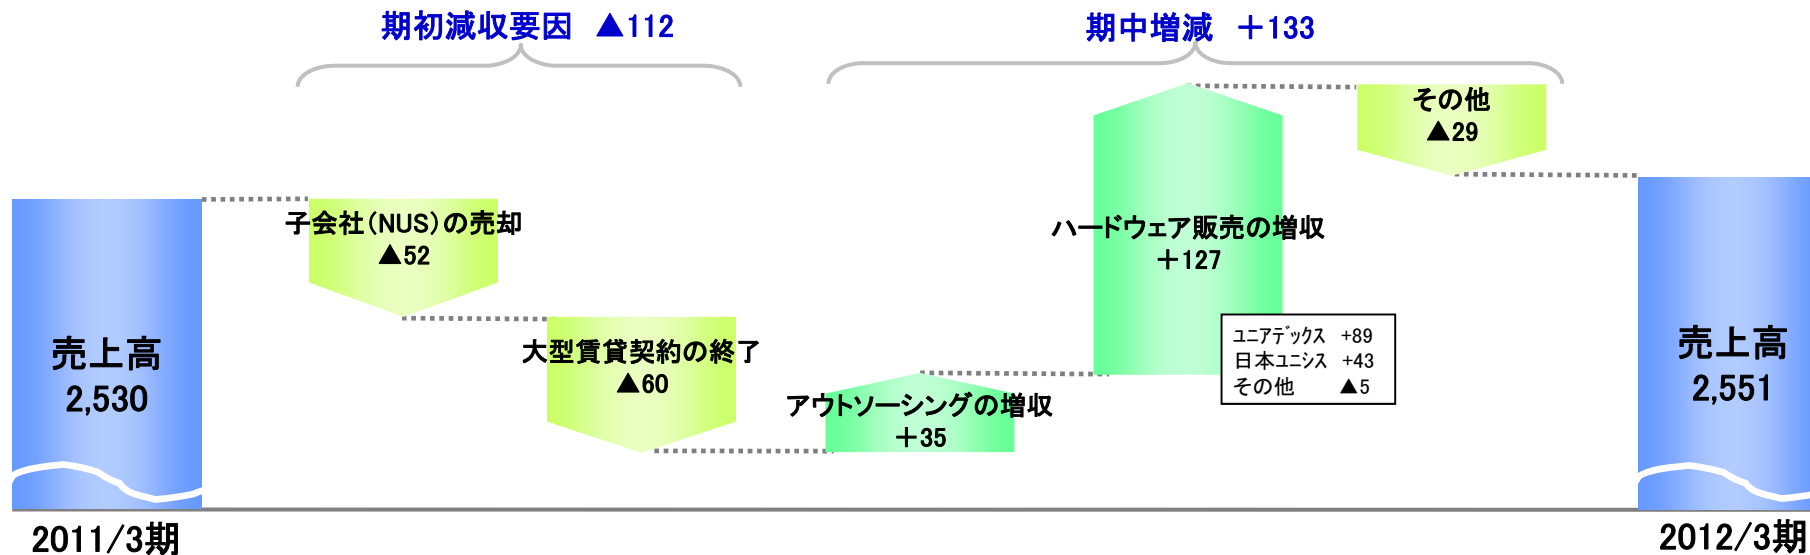 期初減収要因 ▲112
期中増減 +133
その他
▲29
子会社(NUS)の売却
▲52
ハードウェア販売の増収
+127
大型賃貸契約の終了
▲60
ユニアデックス +89
日本ユニシス +43
その他 ▲5
アウトソーシングの増収
+35
売上高
2,530
売上高
2,551
2011/3期
2012/3期